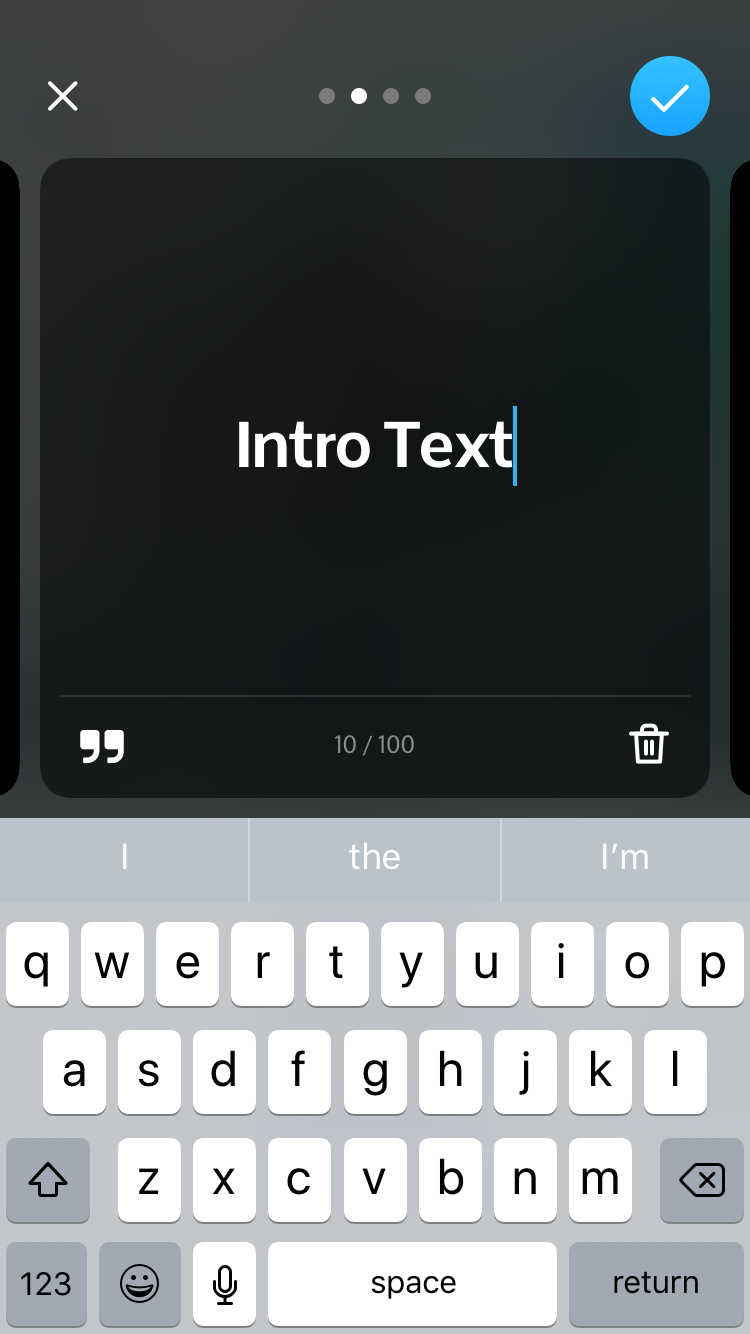 Intro Text
10 / 100
I the I’m
q w e r t y u i o p
a s d f g h j k l
z x c v b n m
123 space return